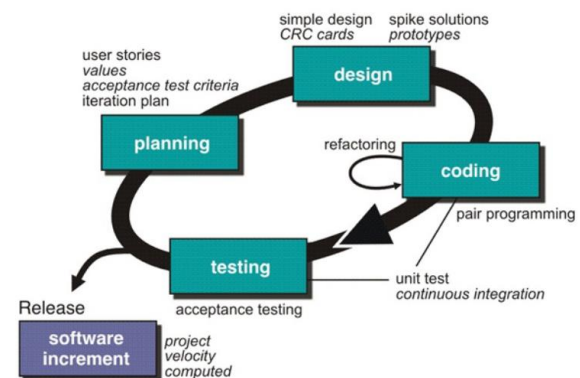 simple design
CRC cards
spike solutions
prototypes
user stories
values
acceptance test criteria
iteration plan
design
planning
refactoring
coding
pair programming
testing
unit test
continuous integration
acceptance testing
Release
software
increment
project
velocity
computed